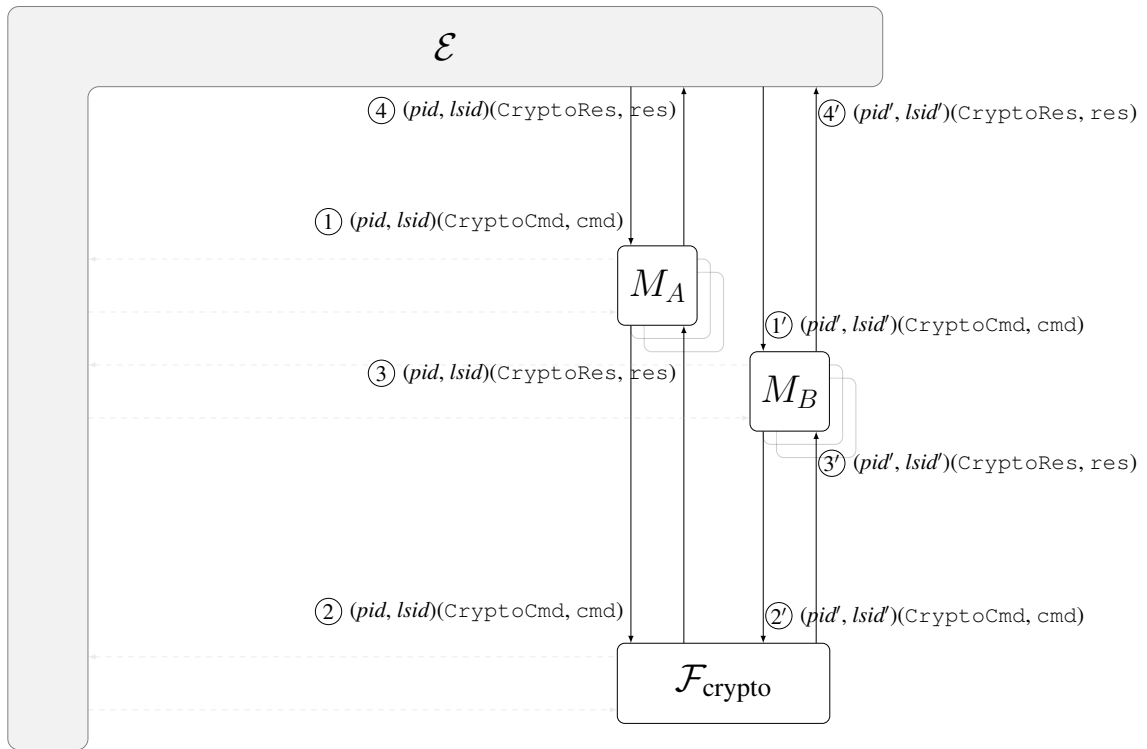 ℰ
④ (pid, lsid)(CryptoRes, res)
④′ (pid′, lsid′)(CryptoRes, res)
① (pid, lsid)(CryptoCmd, cmd)
M_A
①′ (pid′, lsid′)(CryptoCmd, cmd)
③ (pid, lsid)(CryptoRes, res)
M_B
③′ (pid′, lsid′)(CryptoRes, res)
② (pid, lsid)(CryptoCmd, cmd)
②′ (pid′, lsid′)(CryptoCmd, cmd)
ℱ_crypto